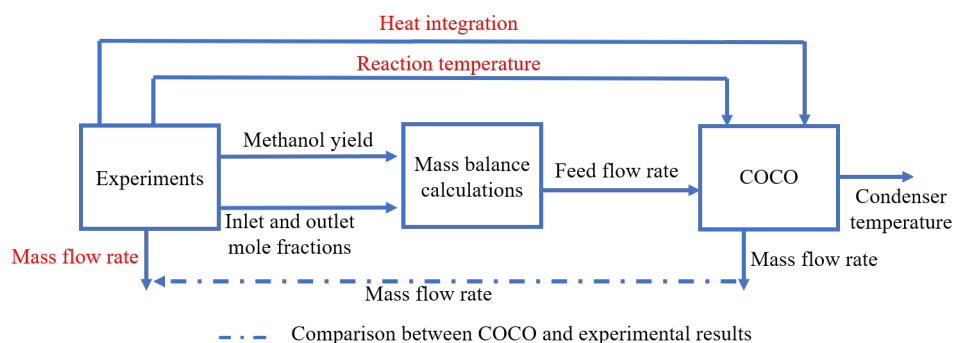 Heat integration
Reaction temperature
Methanol yield
Experiments
Mass balance
calculations
Feed flow rate
COCO
Condenser
temperature
Inlet and outlet
mole fractions
Mass flow rate
Mass flow rate
Mass flow rate
Comparison between COCO and experimental results